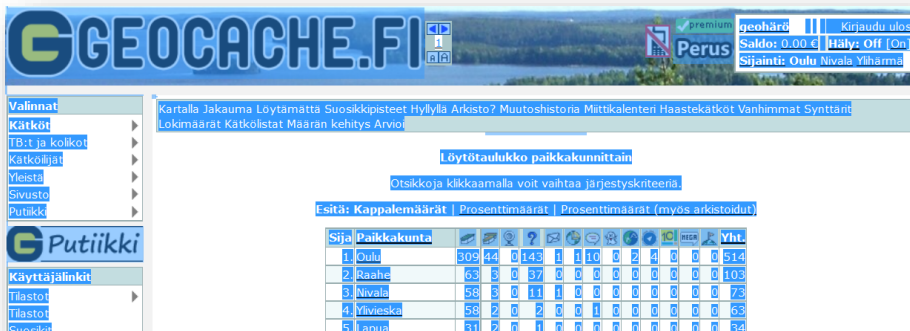 GEOCACHE.FI
1
a A
premium
Perus
geohärö Kirjaudu ulos
Saldo: 0.00 € Häly: Off [On]
Sijainti: Oulu Nivala Ylihärmä
Valinnat
Kätköt
TB:t ja kolikot
Kätköilijät
Yleistä
Sivusto
Putiikki
Putiikki
Käyttäjälinkit
Tilastot
Tilastot
Suosikit
Kartalla Jakauma Löytämättä Suosikkipisteet Hyllyllä Arkisto? Muutoshistoria Miittikalenteri Haastekätköt Vanhimmat Synttärit
Lokimäärät Kätkölistat Määrän kehitys Arvioi
Löytötaulukko paikkakunnittain
Otsikkoja klikkaamalla voit vaihtaa järjestyskriteeriä.
Esitä: Kappalemäärät | Prosenttimäärät | Prosenttimäärät (myös arkistoidut)
Sija Paikkakunta Yht.
1. Oulu 309 44 0 143 1 1 10 0 2 4 0 0 0 514
2. Raahe 63 3 0 37 0 0 0 0 0 0 0 0 0 103
3. Nivala 58 3 0 11 1 0 0 0 0 0 0 0 0 73
4. Ylivieska 58 2 0 2 0 0 1 0 0 0 0 0 0 63
5. Lapua 31 2 0 1 0 0 0 0 0 0 0 0 0 34